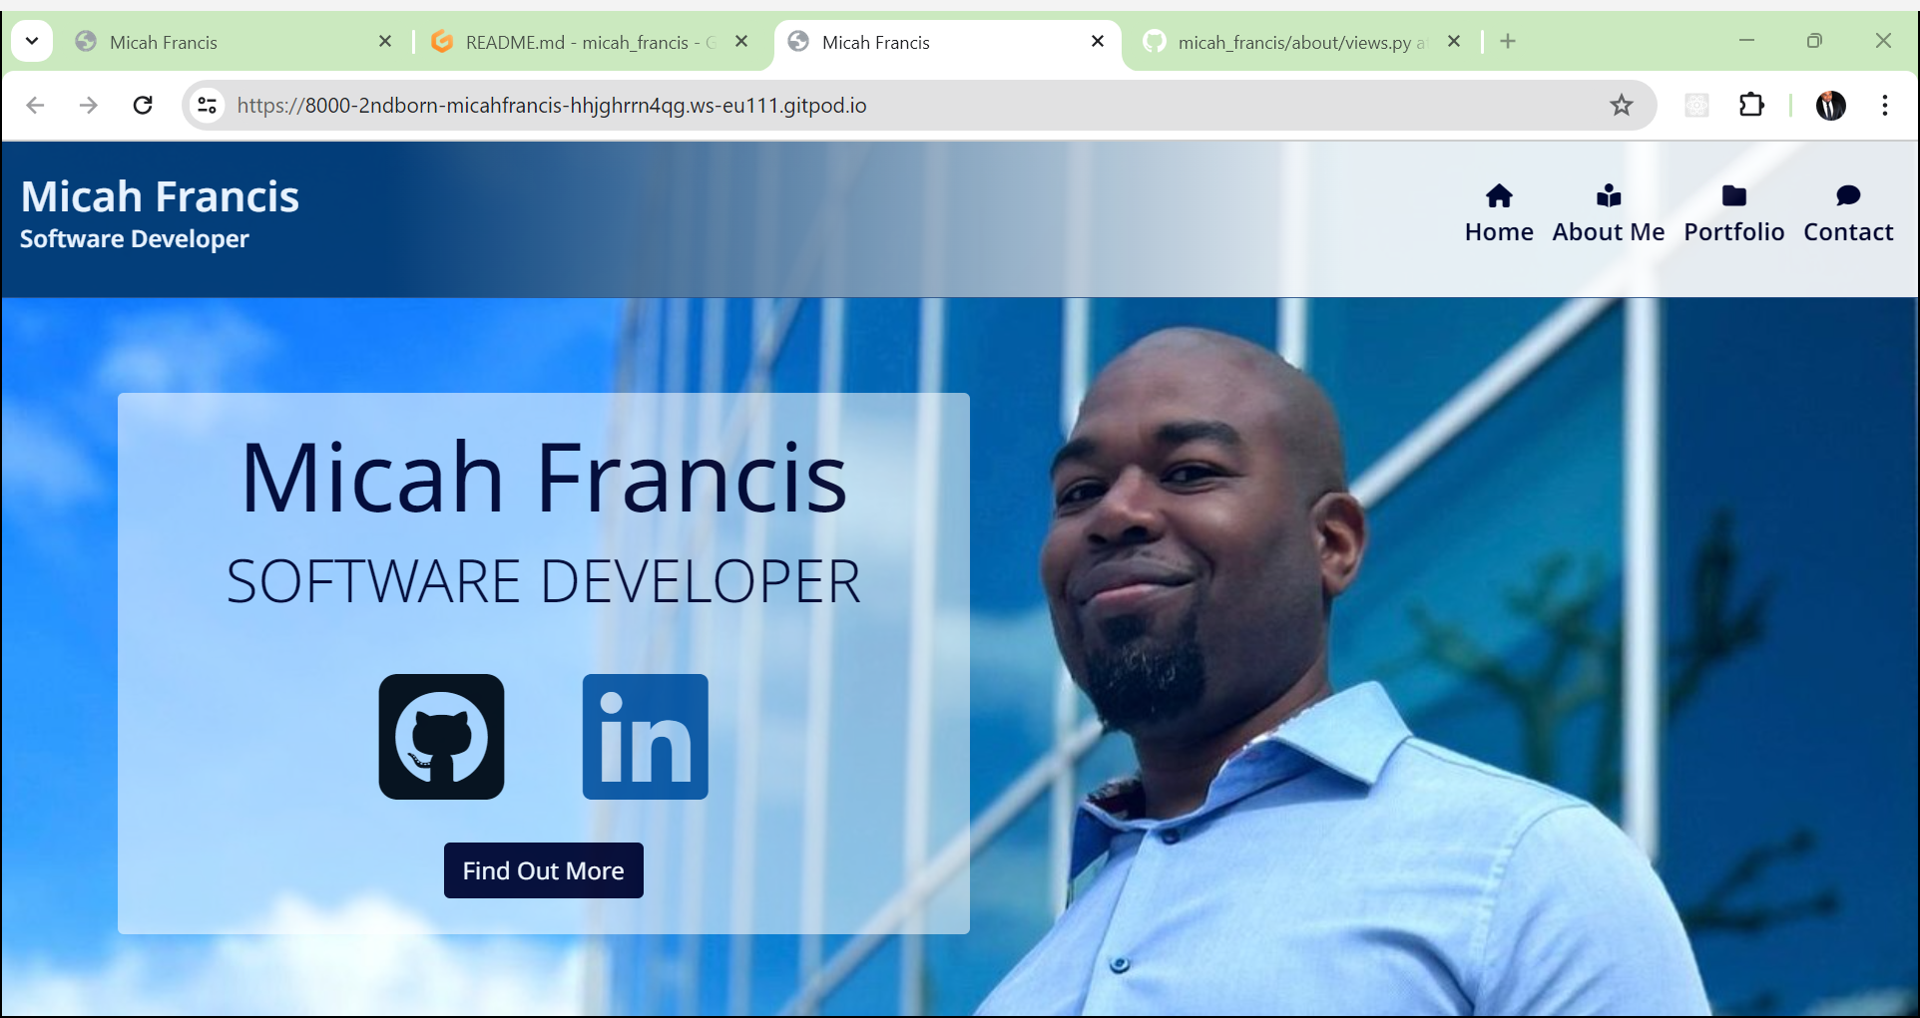 Micah Francis
README.md - micah_francis - G
Micah Francis
micah_francis/about/views.py a
https://8000-2ndborn-micahfrancis-hhjghrrn4qg.ws-eu111.gitpod.io
Micah Francis
Software Developer
Home
About Me
Portfolio
Contact
Micah Francis
SOFTWARE DEVELOPER
in
Find Out More